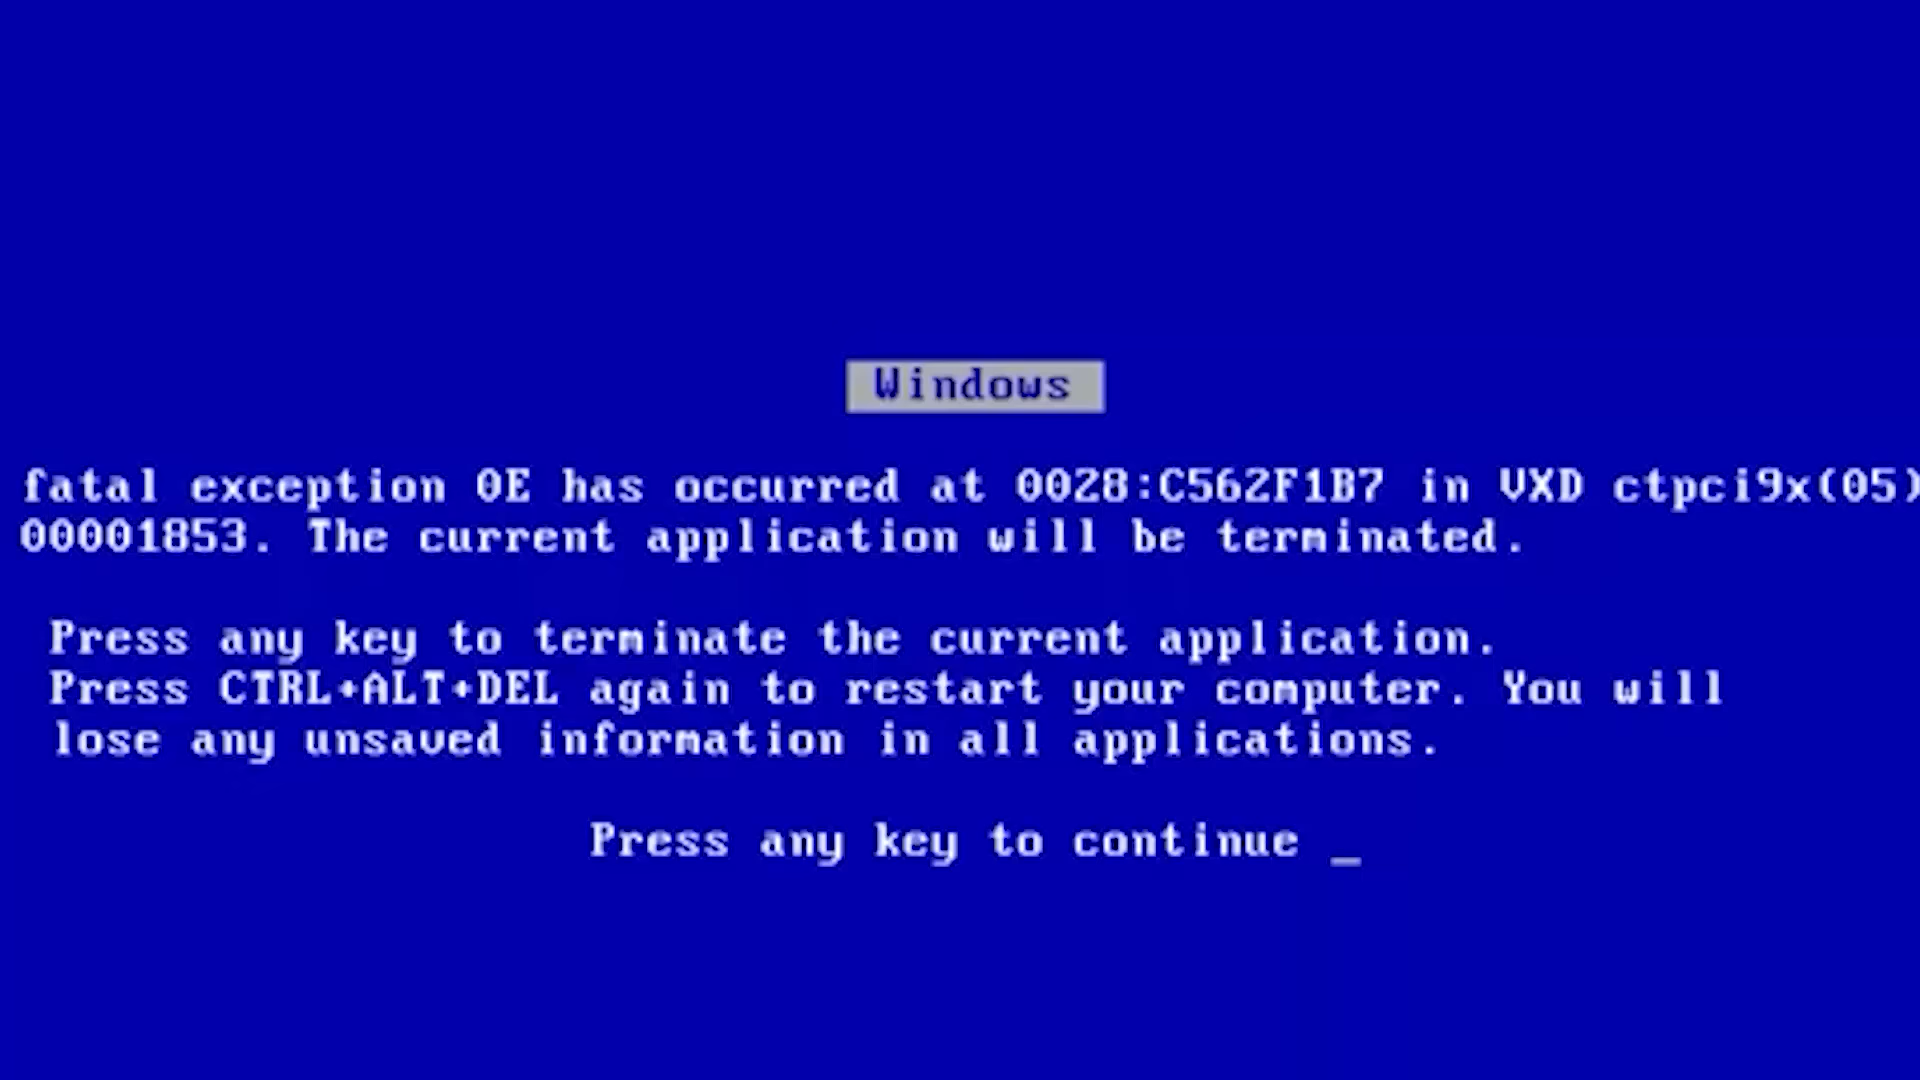 Windows
fatal exception 0E has occurred at 0028:C562F1B7 in VXD ctpci9x(05)
00001853. The current application will be terminated.
Press any key to terminate the current application.
Press CTRL+ALT+DEL again to restart your computer. You will
lose any unsaved information in all applications.
Press any key to continue _